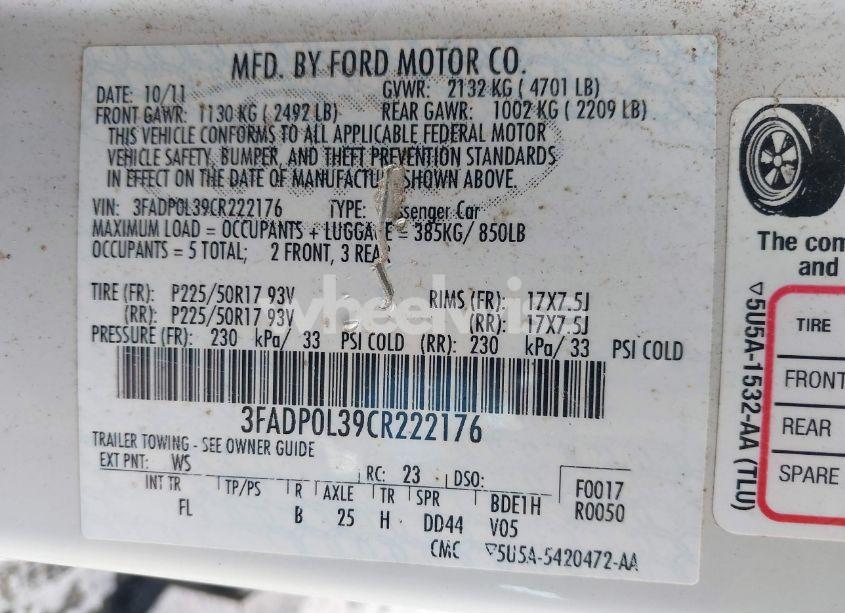 MFD. BY FORD MOTOR CO.
DATE: 10/11 GVWR: 2132 KG ( 4701 LB)
FRONT GAWR: 1130 KG ( 2492 LB) REAR GAWR: 1002 KG ( 2209 LB)
THIS VEHICLE CONFORMS TO ALL APPLICABLE FEDERAL MOTOR
VEHICLE SAFETY, BUMPER, AND THEFT PREVENTION STANDARDS
IN EFFECT ON THE DATE OF MANUFACTU SHOWN ABOVE.
VIN: 3FADP0L39CR222176 TYPE: ssenger Car
MAXIMUM LOAD = OCCUPANTS + LUGGA E = 385KG/ 850LB
OCCUPANTS = 5 TOTAL; 2 FRONT, 3 REA
TIRE (FR): P225/50R17 93V RIMS (FR): 17X7.5J
(RR): P225/50R17 93V (RR): 17X7.5J
PRESSURE (FR): 230 kPa/ 33 PSI COLD (RR): 230 kPa/ 33 PSI COLD
3FADP0L39CR222176
TRAILER TOWING - SEE OWNER GUIDE
EXT PNT: WS RC: 23 DSO: F0017
INT TR TP/PS R AXLE TR SPR BDE1H R0050
FL B 25 H DD44 V05
CMC ▽5U5A-5420472-AA
The com
and
TIRE
FRONT
REAR
SPARE
▽5U5A-1532-AA (TLU)